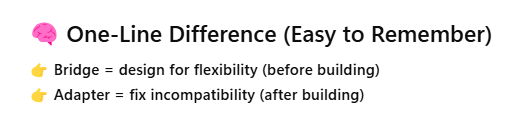 🧠 One-Line Difference (Easy to Remember)
👉 Bridge = design for flexibility (before building)
👉 Adapter = fix incompatibility (after building)